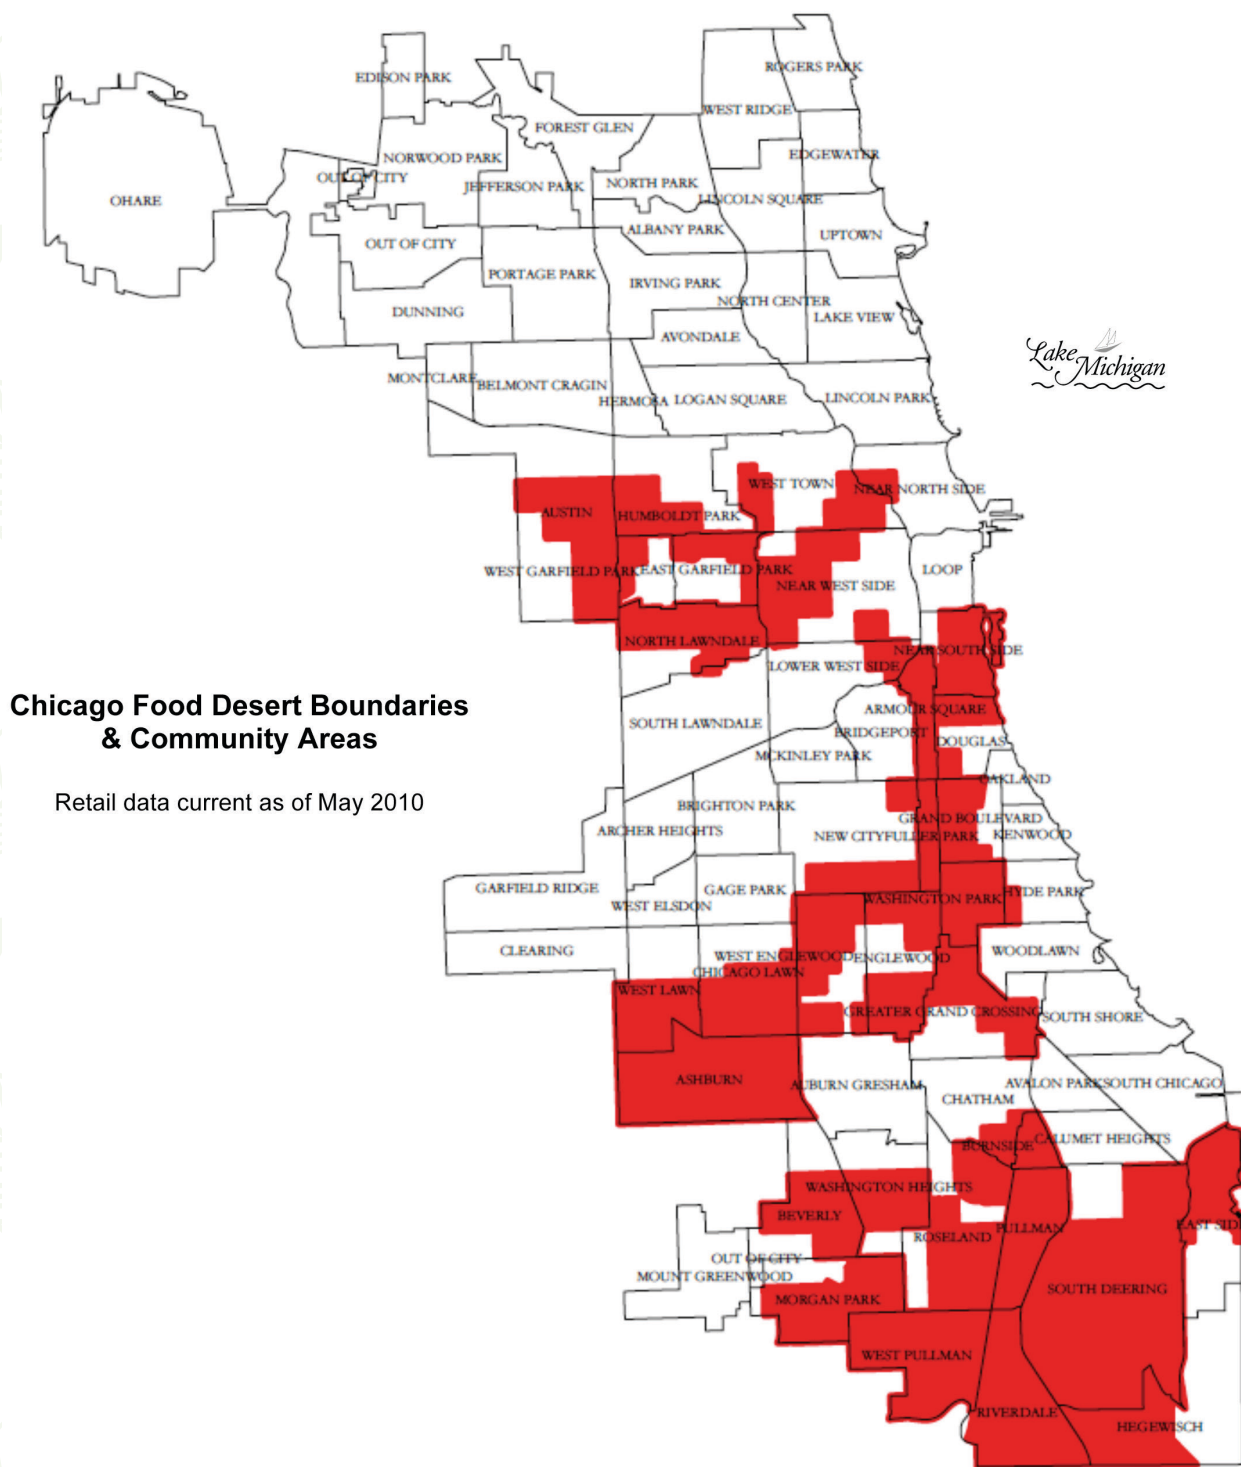 EDISON PARK
ROGERS PARK
WEST RIDGE
FOREST GLEN
EDGEWATER
NORWOOD PARK
OUT OF CITY
JEFFERSON PARK
NORTH PARK
LINCOLN SQUARE
OHARE
ALBANY PARK
UPTOWN
OUT OF CITY
PORTAGE PARK
IRVING PARK
NORTH CENTER
DUNNING
LAKE VIEW
AVONDALE
Lake
Michigan
MONTCLARE
BELMONT CRAGIN
HERMOSA
LOGAN SQUARE
LINCOLN PARK
WEST TOWN
NEAR NORTH SIDE
AUSTIN
HUMBOLDT PARK
WEST GARFIELD PARK
EAST GARFIELD PARK
LOOP
NEAR WEST SIDE
NORTH LAWNDALE
NEAR SOUTH SIDE
LOWER WEST SIDE
Chicago Food Desert Boundaries
& Community Areas
ARMOUR SQUARE
SOUTH LAWNDALE
BRIDGEPORT
DOUGLAS
MCKINLEY PARK
OAKLAND
Retail data current as of May 2010
BRIGHTON PARK
GRAND BOULEVARD
ARCHER HEIGHTS
NEW CITY
FULLER PARK
KENWOOD
GARFIELD RIDGE
GAGE PARK
HYDE PARK
WASHINGTON PARK
WEST ELSDON
CLEARING
WEST ENGLEWOOD
ENGLEWOOD
WOODLAWN
CHICAGO LAWN
WEST LAWN
GREATER GRAND CROSSING
SOUTH SHORE
ASHBURN
AUBURN GRESHAM
AVALON PARK
SOUTH CHICAGO
CHATHAM
BURNSIDE
CALUMET HEIGHTS
WASHINGTON HEIGHTS
BEVERLY
EAST SIDE
PULLMAN
ROSELAND
OUT OF CITY
MOUNT GREENWOOD
SOUTH DEERING
MORGAN PARK
WEST PULLMAN
RIVERDALE
HEGEWISCH